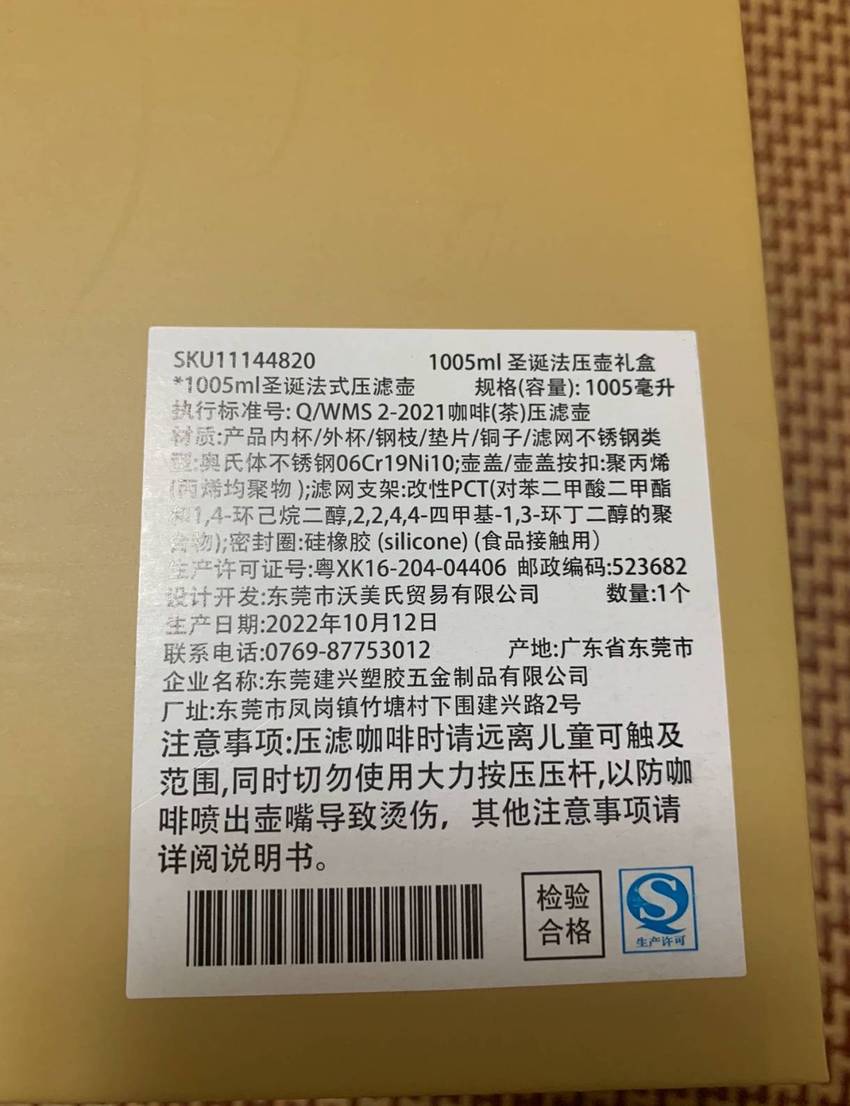 SKU11144820 1005ml 圣诞法压壶礼盒
*1005ml圣诞法式压滤壶 规格(容量): 1005毫升
执行标准号: Q/WMS 2-2021咖啡(茶)压滤壶
材质:产品内杯/外杯/钢枝/垫片/铜子/滤网不锈钢类
型:奥氏体不锈钢06Cr19Ni10;壶盖/壶盖按扣:聚丙烯
(丙烯均聚物 );滤网支架:改性PCT(对苯二甲酸二甲酯
和1,4-环己烷二醇,2,2,4,4-四甲基-1,3-环丁二醇的聚
合物);密封圈:硅橡胶 (silicone) (食品接触用)
生产许可证号:粤XK16-204-04406 邮政编码:523682
设计开发:东莞市沃美氏贸易有限公司 数量:1个
生产日期:2022年10月12日
联系电话:0769-87753012 产地:广东省东莞市
企业名称:东莞建兴塑胶五金制品有限公司
厂址:东莞市凤岗镇竹塘村下围建兴路2号
注意事项:压滤咖啡时请远离儿童可触及
范围,同时切勿使用大力按压压杆,以防咖
啡喷出壶嘴导致烫伤，其他注意事项请
详阅说明书。
检验
合格
生产许可